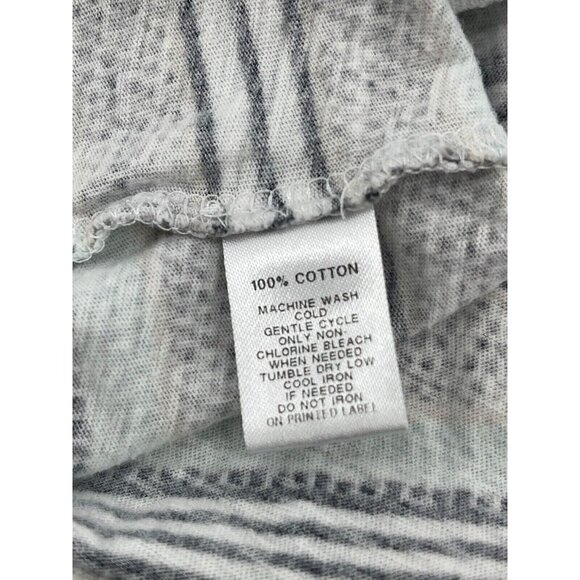 100% COTTON
MACHINE WASH
COLD
GENTLE CYCLE
ONLY NON-
CHLORINE BLEACH
WHEN NEEDED
TUMBLE DRY LOW
COOL IRON
IF NEEDED
DO NOT IRON
ON PRINTED LABEL